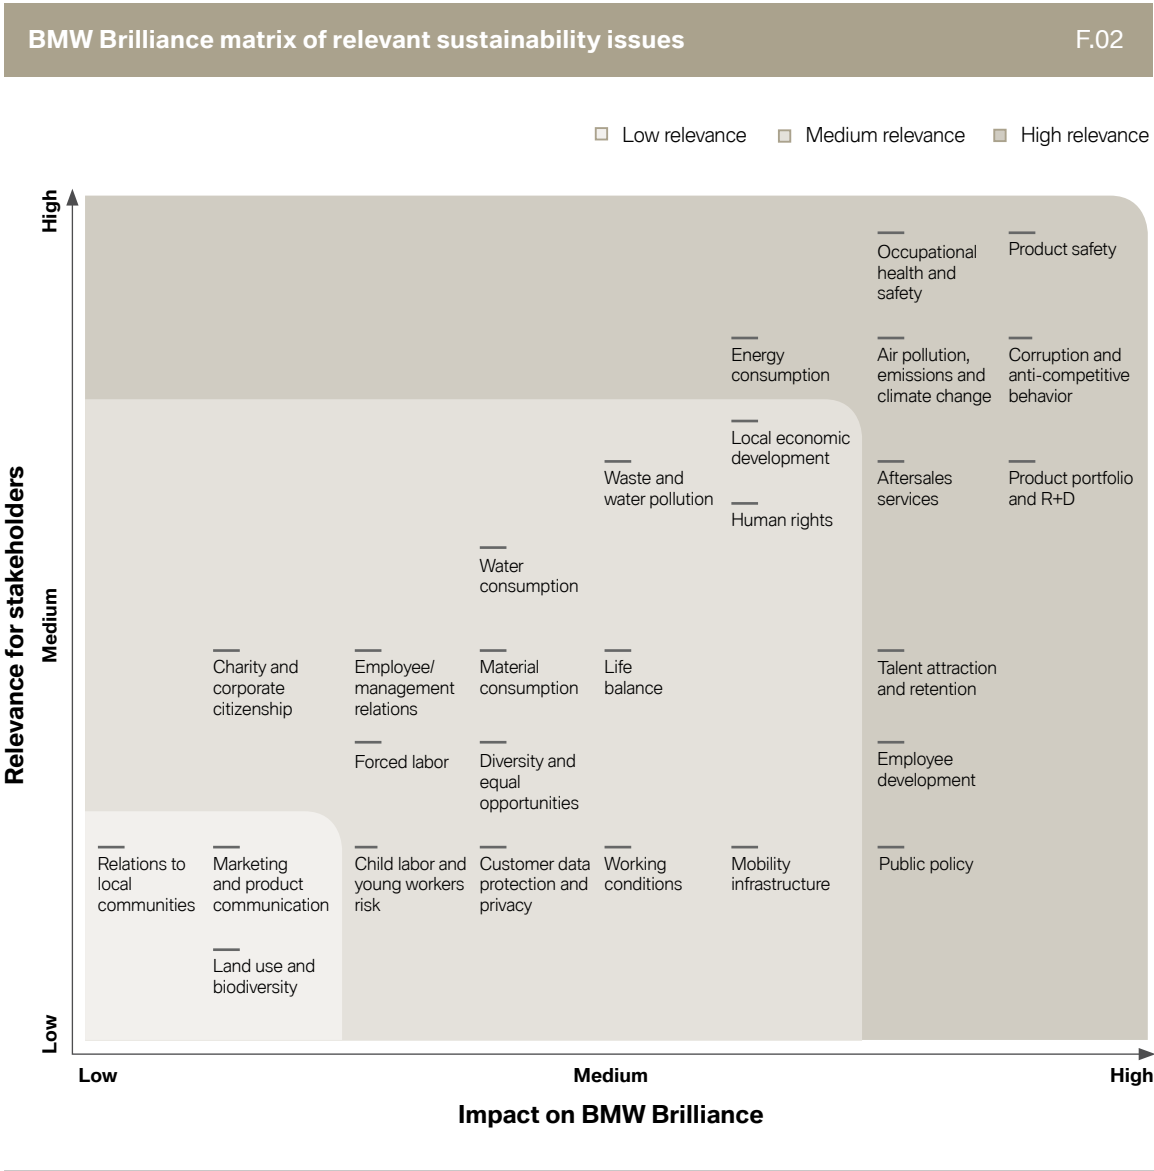 BMW Brilliance matrix of relevant sustainability issues
F.02
Low relevance
Medium relevance
High relevance
High
Medium
Low
Relevance for stakeholders
Occupational
health and
safety
Product safety
Energy
consumption
Air pollution,
emissions and
climate change
Corruption and
anti-competitive
behavior
Local economic
development
Waste and
water pollution
Aftersales
services
Product portfolio
and R+D
Human rights
Water
consumption
Charity and
corporate
citizenship
Employee/
management
relations
Material
consumption
Life
balance
Talent attraction
and retention
Forced labor
Diversity and
equal
opportunities
Employee
development
Relations to
local
communities
Marketing
and product
communication
Child labor and
young workers
risk
Customer data
protection and
privacy
Working
conditions
Mobility
infrastructure
Public policy
Land use and
biodiversity
Low
Medium
High
Impact on BMW Brilliance